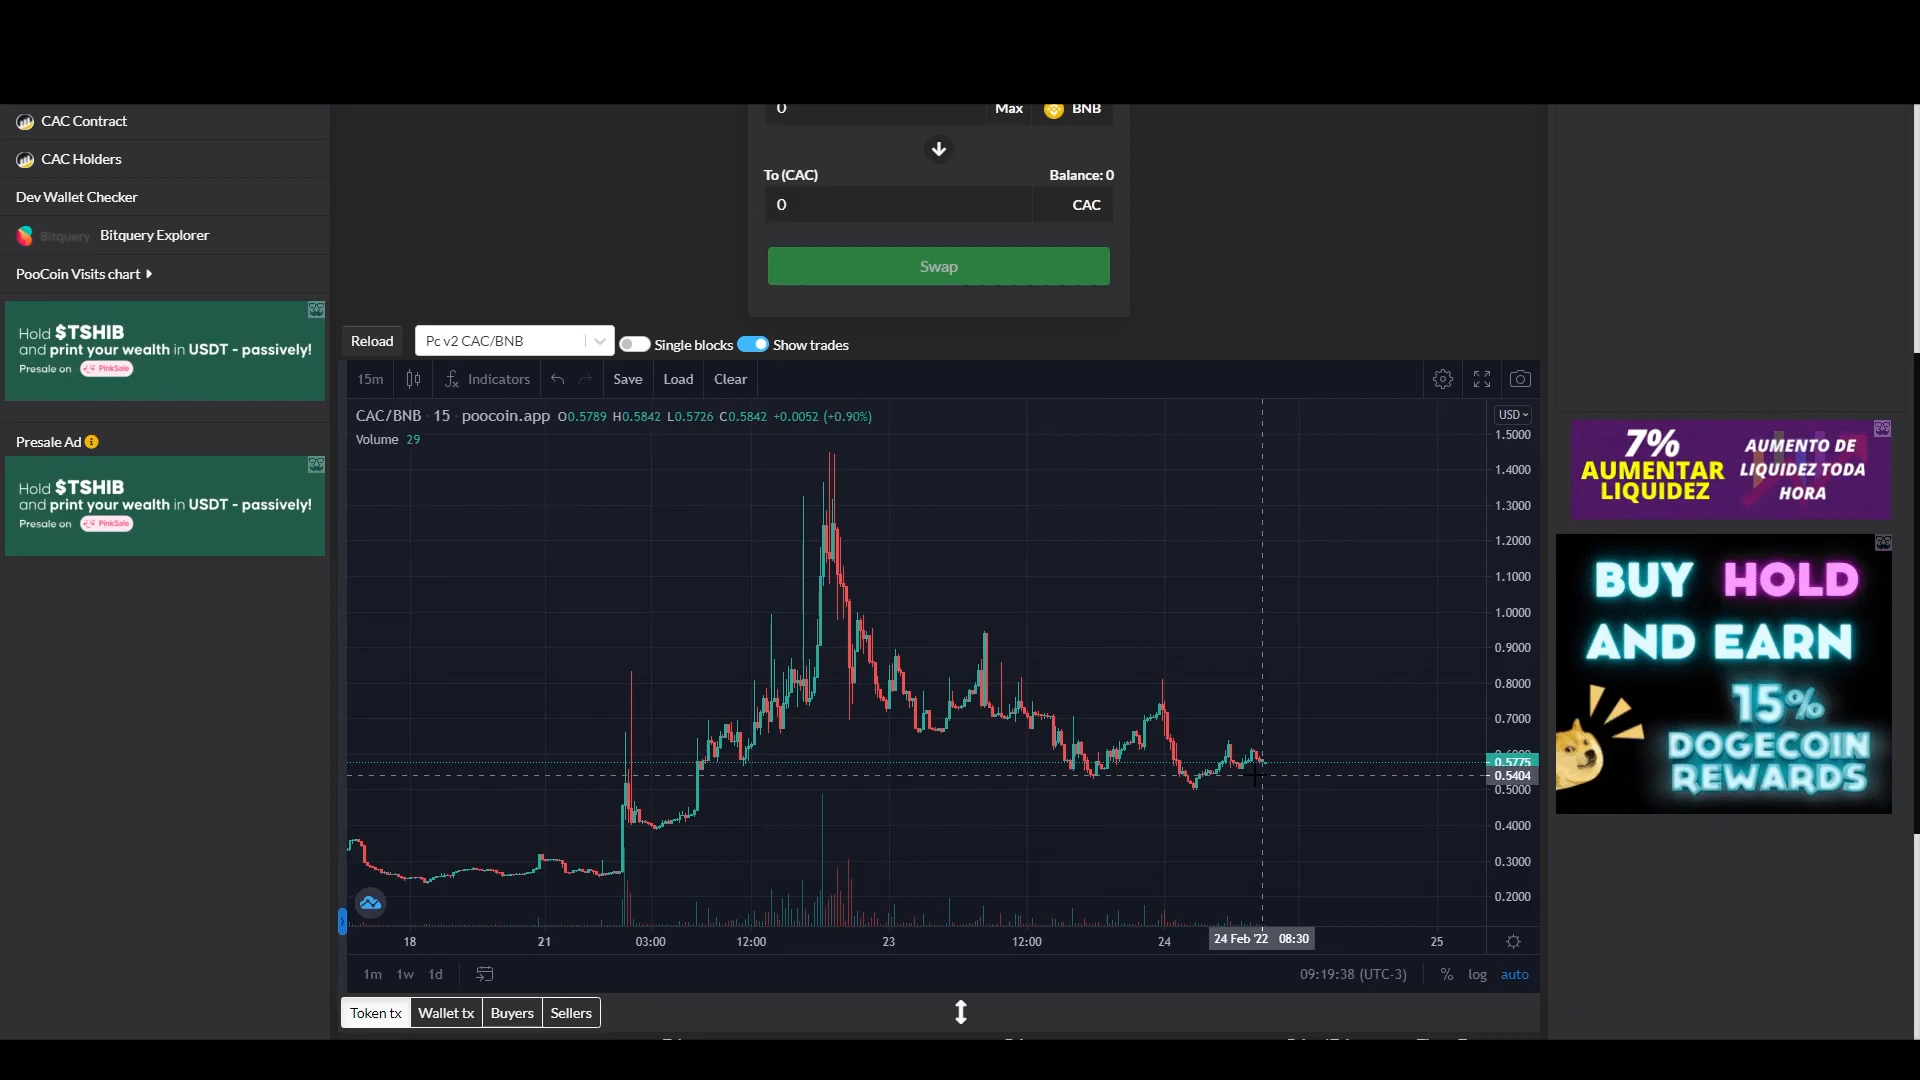 0 Max BNB
CAC Contract
CAC Holders
Dev Wallet Checker
Bitquery Bitquery Explorer
PooCoin Visits chart
Hold $TSHIB
and print your wealth in USDT - passively!
Presale on PinkSale
Presale Ad
Hold $TSHIB
and print your wealth in USDT - passively!
Presale on PinkSale
To (CAC) Balance: 0
0 CAC
Swap
Reload Pc v2 CAC/BNB Single blocks Show trades
15m Indicators Save Load Clear
CAC/BNB · 15 · poocoin.app O0.5789 H0.5842 L0.5726 C0.5842 +0.0052 (+0.90%)
Volume 29
USD
1.5000
1.4000
1.3000
1.2000
1.1000
1.0000
0.9000
0.8000
0.7000
0.5775
0.5404
0.5000
0.4000
0.3000
0.2000
18 21 03:00 12:00 23 12:00 24 24 Feb '22 08:30 25
1m 1w 1d 09:19:38 (UTC-3) % log auto
Token tx Wallet tx Buyers Sellers
7%
AUMENTAR
LIQUIDEZ
AUMENTO DE
LIQUIDEZ TODA
HORA
BUY HOLD
AND EARN
15%
DOGECOIN
REWARDS